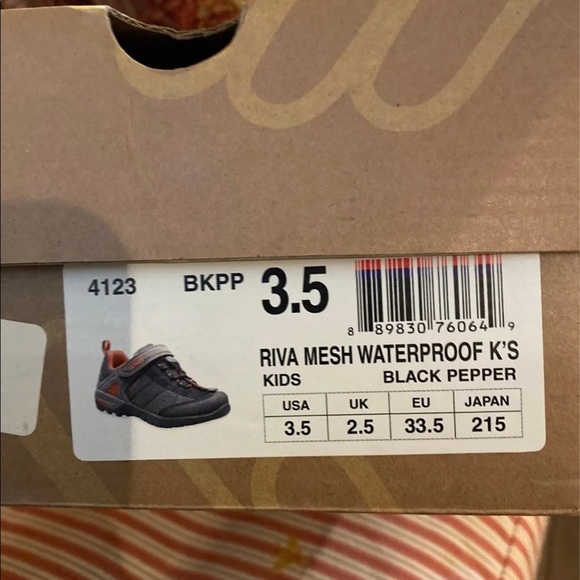 4123 BKPP 3.5
8 89830 76064 9
RIVA MESH WATERPROOF K'S
KIDS BLACK PEPPER
USA UK EU JAPAN
3.5 2.5 33.5 215